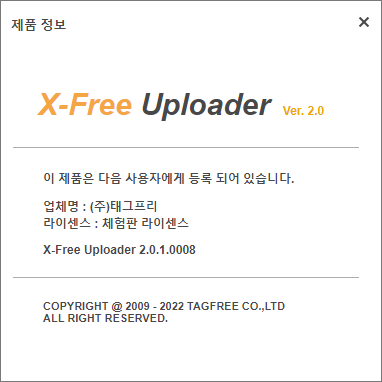 제품 정보
X-Free Uploader Ver. 2.0
이 제품은 다음 사용자에게 등록 되어 있습니다.
업체명 : (주)태그프리
라이센스 : 체험판 라이센스
X-Free Uploader 2.0.1.0008
COPYRIGHT @ 2009 - 2022 TAGFREE CO.,LTD
ALL RIGHT RESERVED.